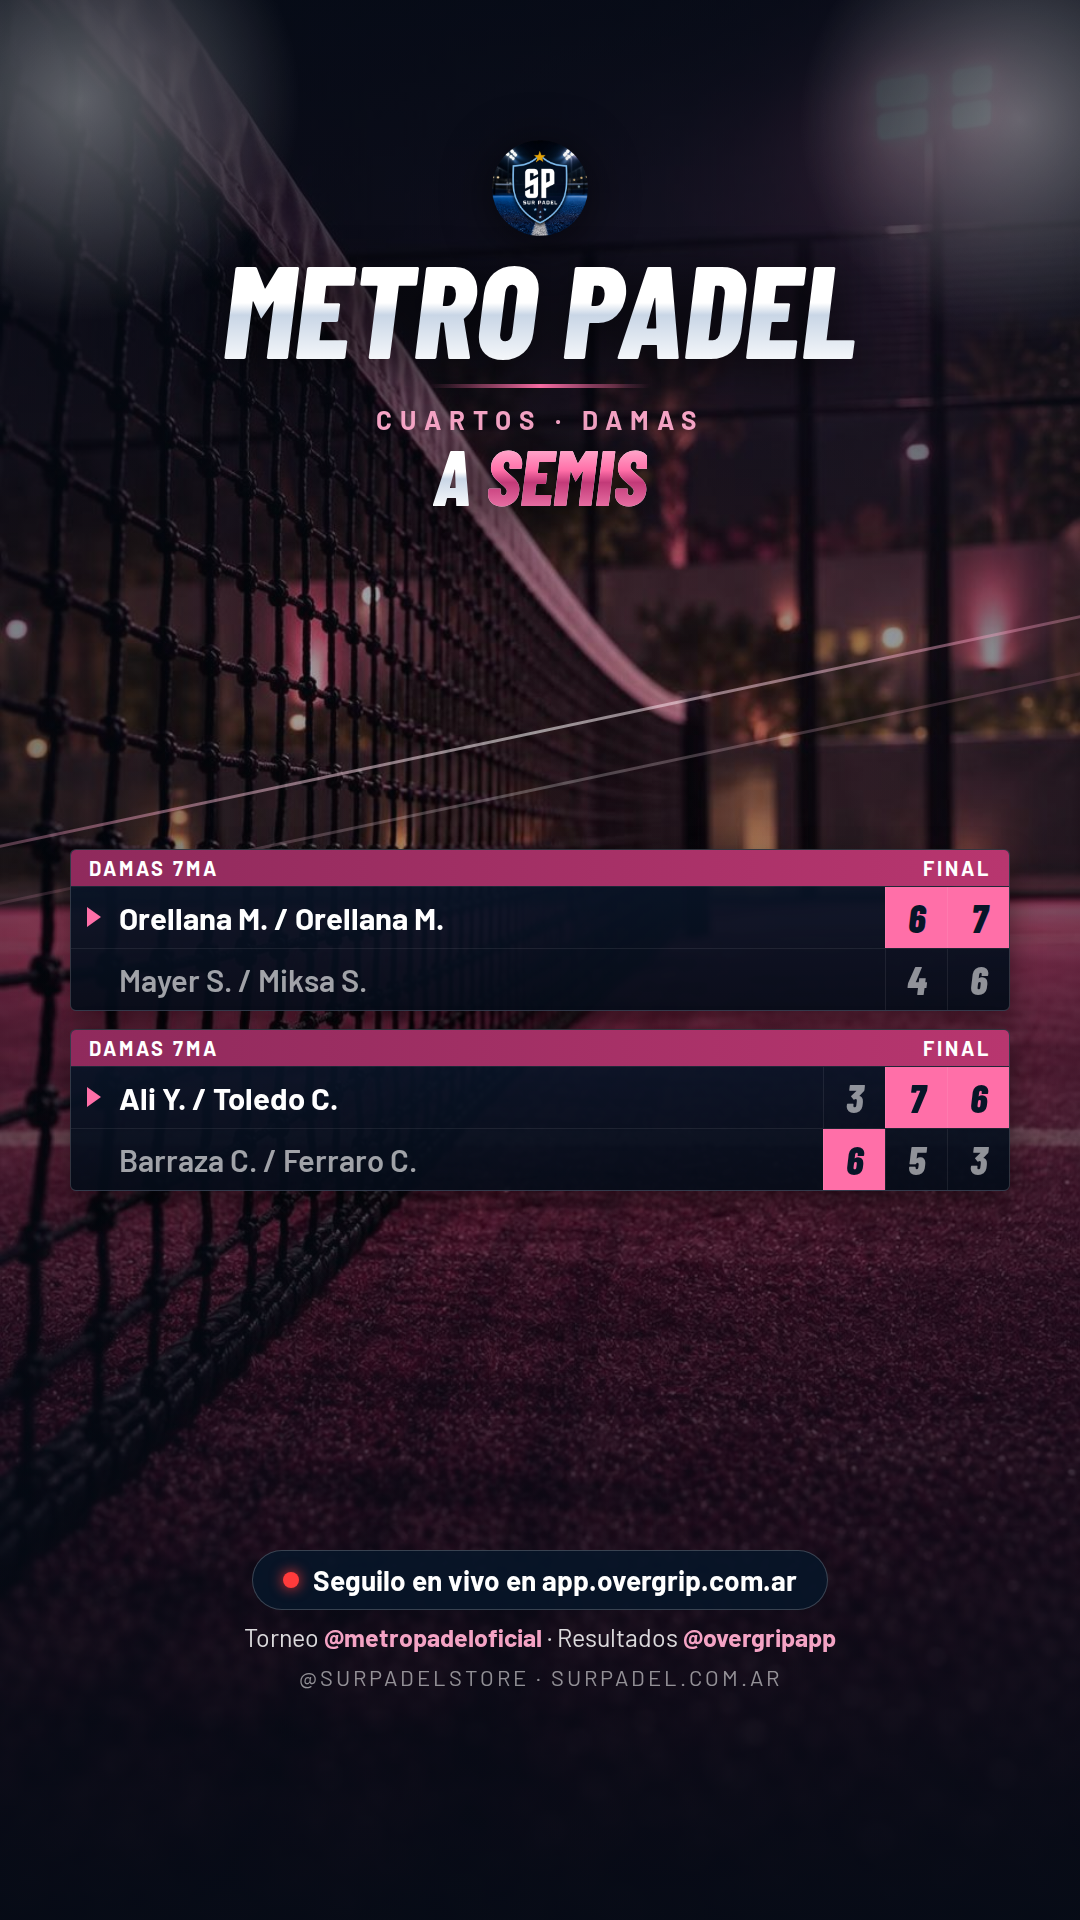 SP
SUR PADEL
METRO PADEL
CUARTOS · DAMAS
A SEMIS
DAMAS 7MA FINAL
Orellana M. / Orellana M. 6 7
Mayer S. / Miksa S. 4 6
DAMAS 7MA FINAL
Ali Y. / Toledo C. 3 7 6
Barraza C. / Ferraro C. 6 5 3
Seguilo en vivo en app.overgrip.com.ar
Torneo @metropadeloficial · Resultados @overgripapp
@SURPADELSTORE · SURPADEL.COM.AR